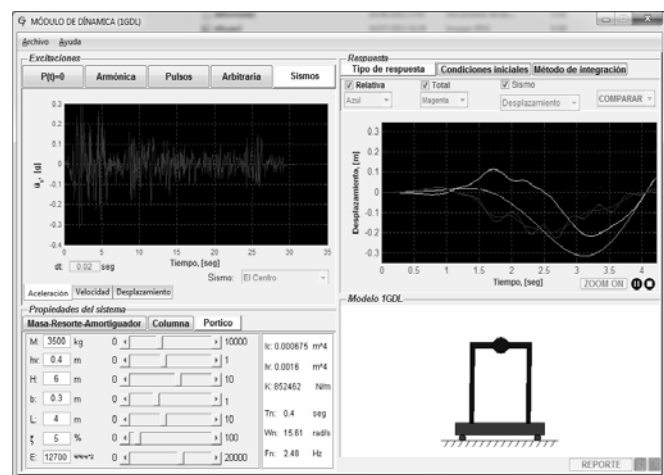 MÓDULO DE DÍNAMICA (1GDL)
Archivo Ayuda
Excitaciones
P(t)=0 Armónica Pulsos Arbitraria Sismos
0.3
0.2
0.1
0
-0.1
-0.2
-0.3
-0.4
[g]
0 5 10 15 20 25 30 35
Tiempo, [seg]
dt: 0.02 seg
Sismo: El Centro
Aceleración Velocidad Desplazamiento
Propiedades del sistema
Masa-Resorte-Amortiguador Columna Portico
M: 3500 kg 0 10000
hv: 0.4 m 0 1
H: 6 m 0 10
b: 0.3 m 0 1
L: 4 m 0 10
ξ 5 % 0 100
E: 12700 0 20000
Ic: 0.000675 m^4
Iv: 0.0016 m^4
K: 852462 N/m
Tn: 0.4 seg
Wn: 15.61 rad/s
Fn: 2.48 Hz
Respuesta
Tipo de respuesta Condiciones iniciales Método de integración
Relativa Total Sismo
Azul Magenta Desplazamiento COMPARAR
0.3
0.2
0.1
0
-0.1
-0.2
-0.3
Desplazamiento, [m]
0 0.5 1 1.5 2 2.5 3 3.5 4
Tiempo, [seg]
ZOOM ON
Modelo 1GDL
REPORTE